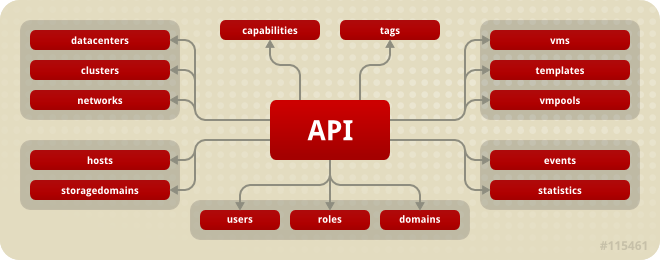 capabilities
tags
datacenters
clusters
networks
vms
templates
vmpools
API
hosts
storagedomains
events
statistics
users
roles
domains
#115461